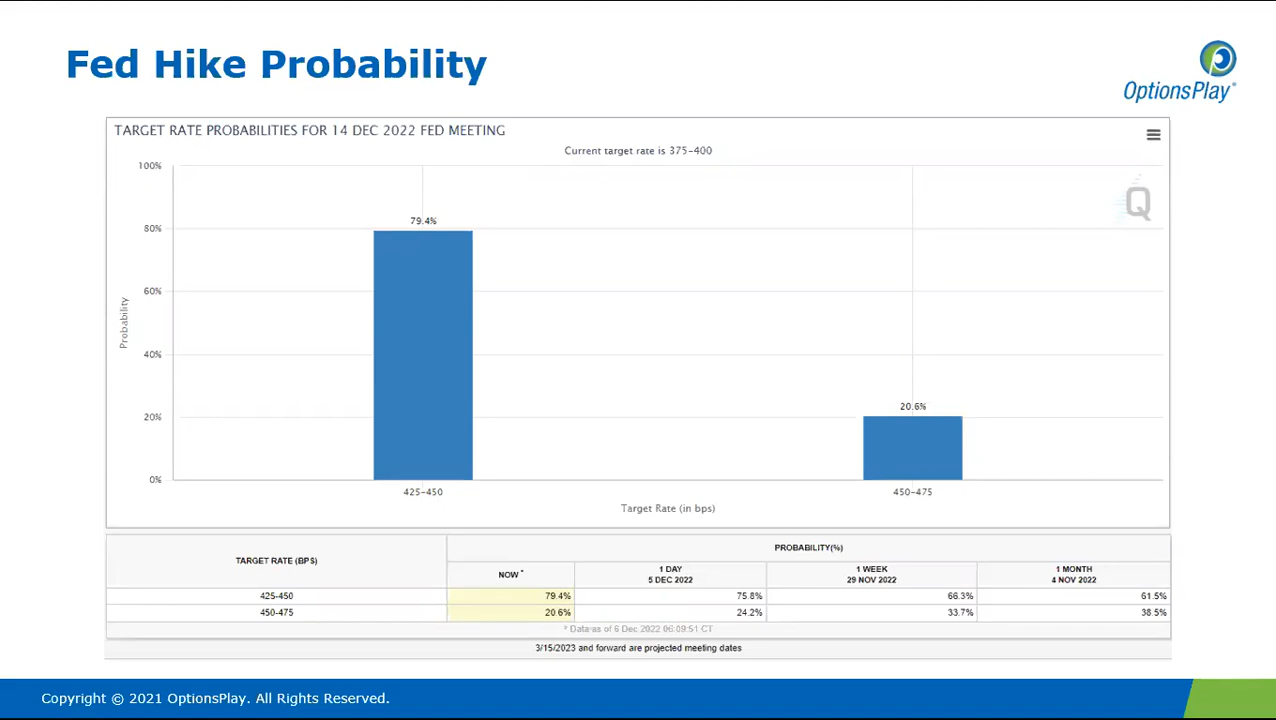 Fed Hike Probability
OptionsPlay®
TARGET RATE PROBABILITIES FOR 14 DEC 2022 FED MEETING
Current target rate is 375-400
100%
80%
60%
40%
20%
0%
Probability
79.4%
20.6%
Q
425-450
450-475
Target Rate (in bps)
TARGET RATE (BPS)
PROBABILITY(%)
NOW *
1 DAY
5 DEC 2022
1 WEEK
29 NOV 2022
1 MONTH
4 NOV 2022
425-450 79.4% 75.8% 66.3% 61.5%
450-475 20.6% 24.2% 33.7% 38.5%
* Data as of 6 Dec 2022 06:09:51 CT
3/15/2023 and forward are projected meeting dates
Copyright © 2021 OptionsPlay. All Rights Reserved.